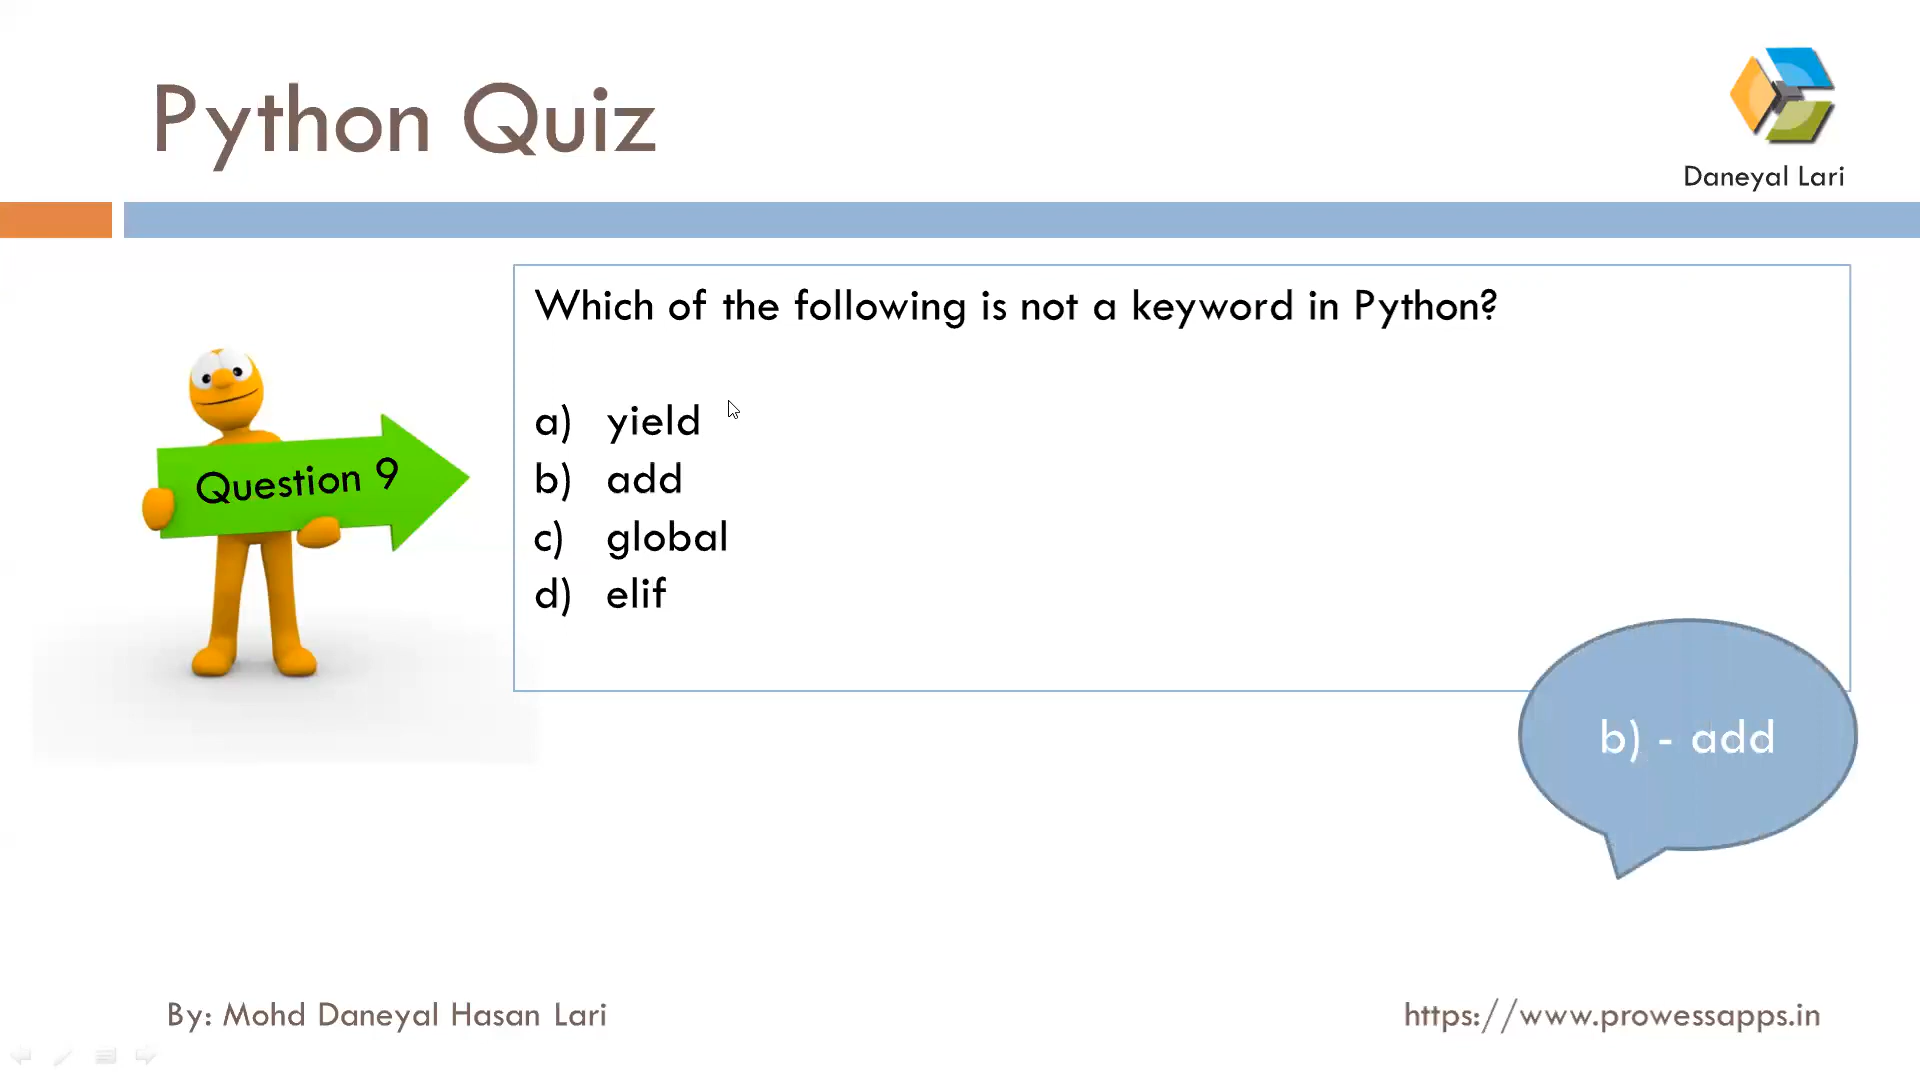 Python Quiz
Daneyal Lari
Which of the following is not a keyword in Python?
a) yield
b) add
c) global
d) elif
Question 9
b) - add
By: Mohd Daneyal Hasan Lari
https://www.prowessapps.in